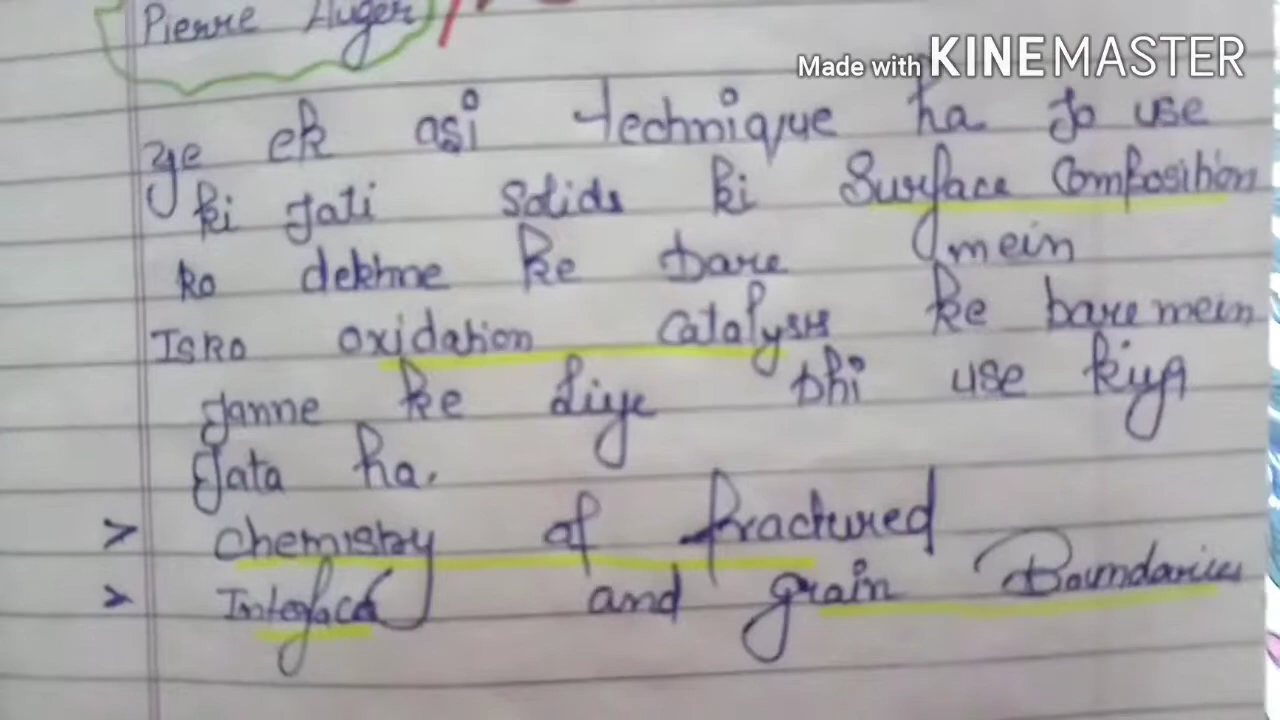 Pierre Auger
Made with KINEMASTER
ye ek asi technique ha jo use
ki jati solids ki Surface Composition
ko dekhne ke bare mein
Isko oxidation catalysis ke bare mein
Janne ke liye bhi use kiya
Jata ha.
> Chemistry of fractured
> Interface and grain Boundaries